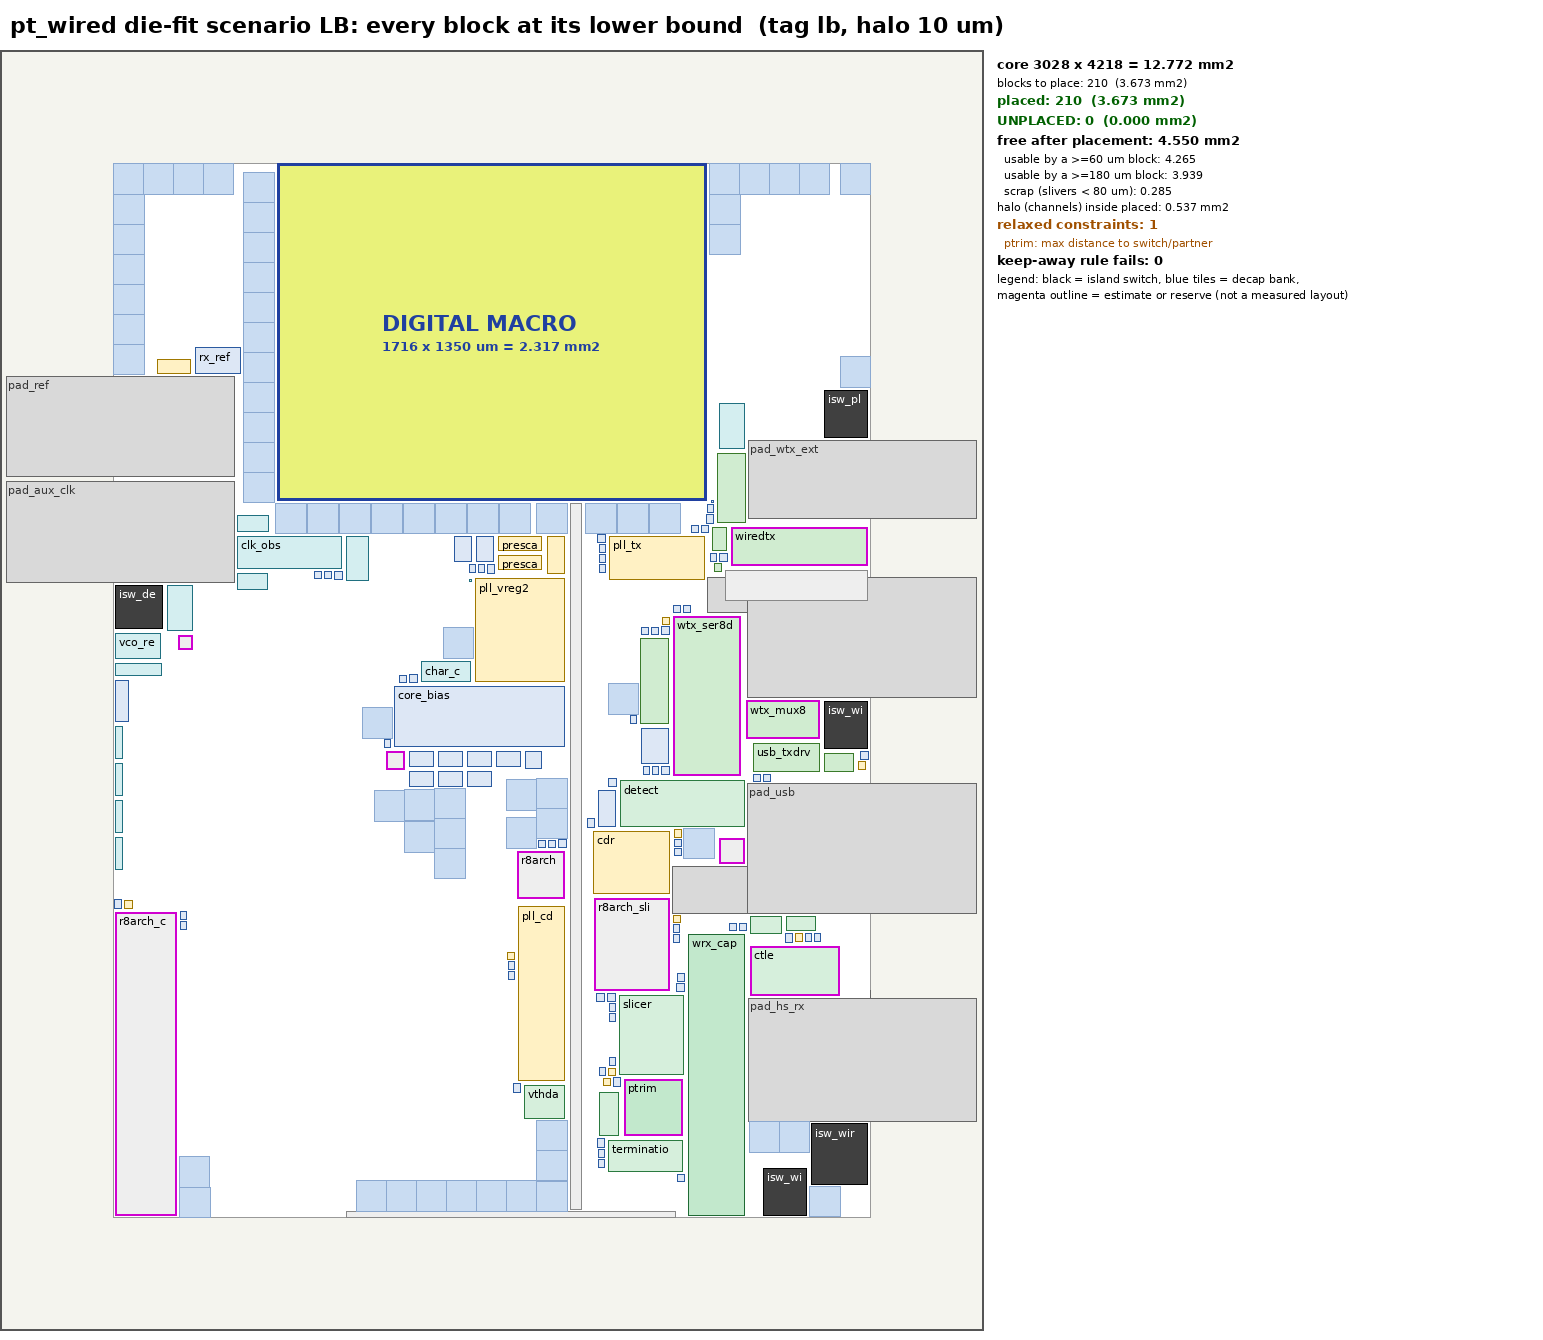 pt_wired die-fit scenario LB: every block at its lower bound  (tag lb, halo 10 um)
core 3028 x 4218 = 12.772 mm2
blocks to place: 210  (3.673 mm2)
placed: 210  (3.673 mm2)
UNPLACED: 0  (0.000 mm2)
free after placement: 4.550 mm2
usable by a >=60 um block: 4.265
usable by a >=180 um block: 3.939
scrap (slivers < 80 um): 0.285
halo (channels) inside placed: 0.537 mm2
relaxed constraints: 1
ptrim: max distance to switch/partner
keep-away rule fails: 0
legend: black = island switch, blue tiles = decap bank,
magenta outline = estimate or reserve (not a measured layout)
DIGITAL MACRO
1716 x 1350 um = 2.317 mm2
rx_ref
pad_ref
isw_pl
pad_wtx_ext
pad_aux_clk
clk_obs
presca
presca
pll_tx
wiredtx
isw_de
pll_vreg2
wtx_ser8d
vco_re
char_c
core_bias
wtx_mux8
isw_wi
usb_txdrv
detect
pad_usb
cdr
r8arch
r8arch_sli
r8arch_c
pll_cd
wrx_cap
ctle
slicer
pad_hs_rx
ptrim
vthda
terminatio
isw_wir
isw_wi